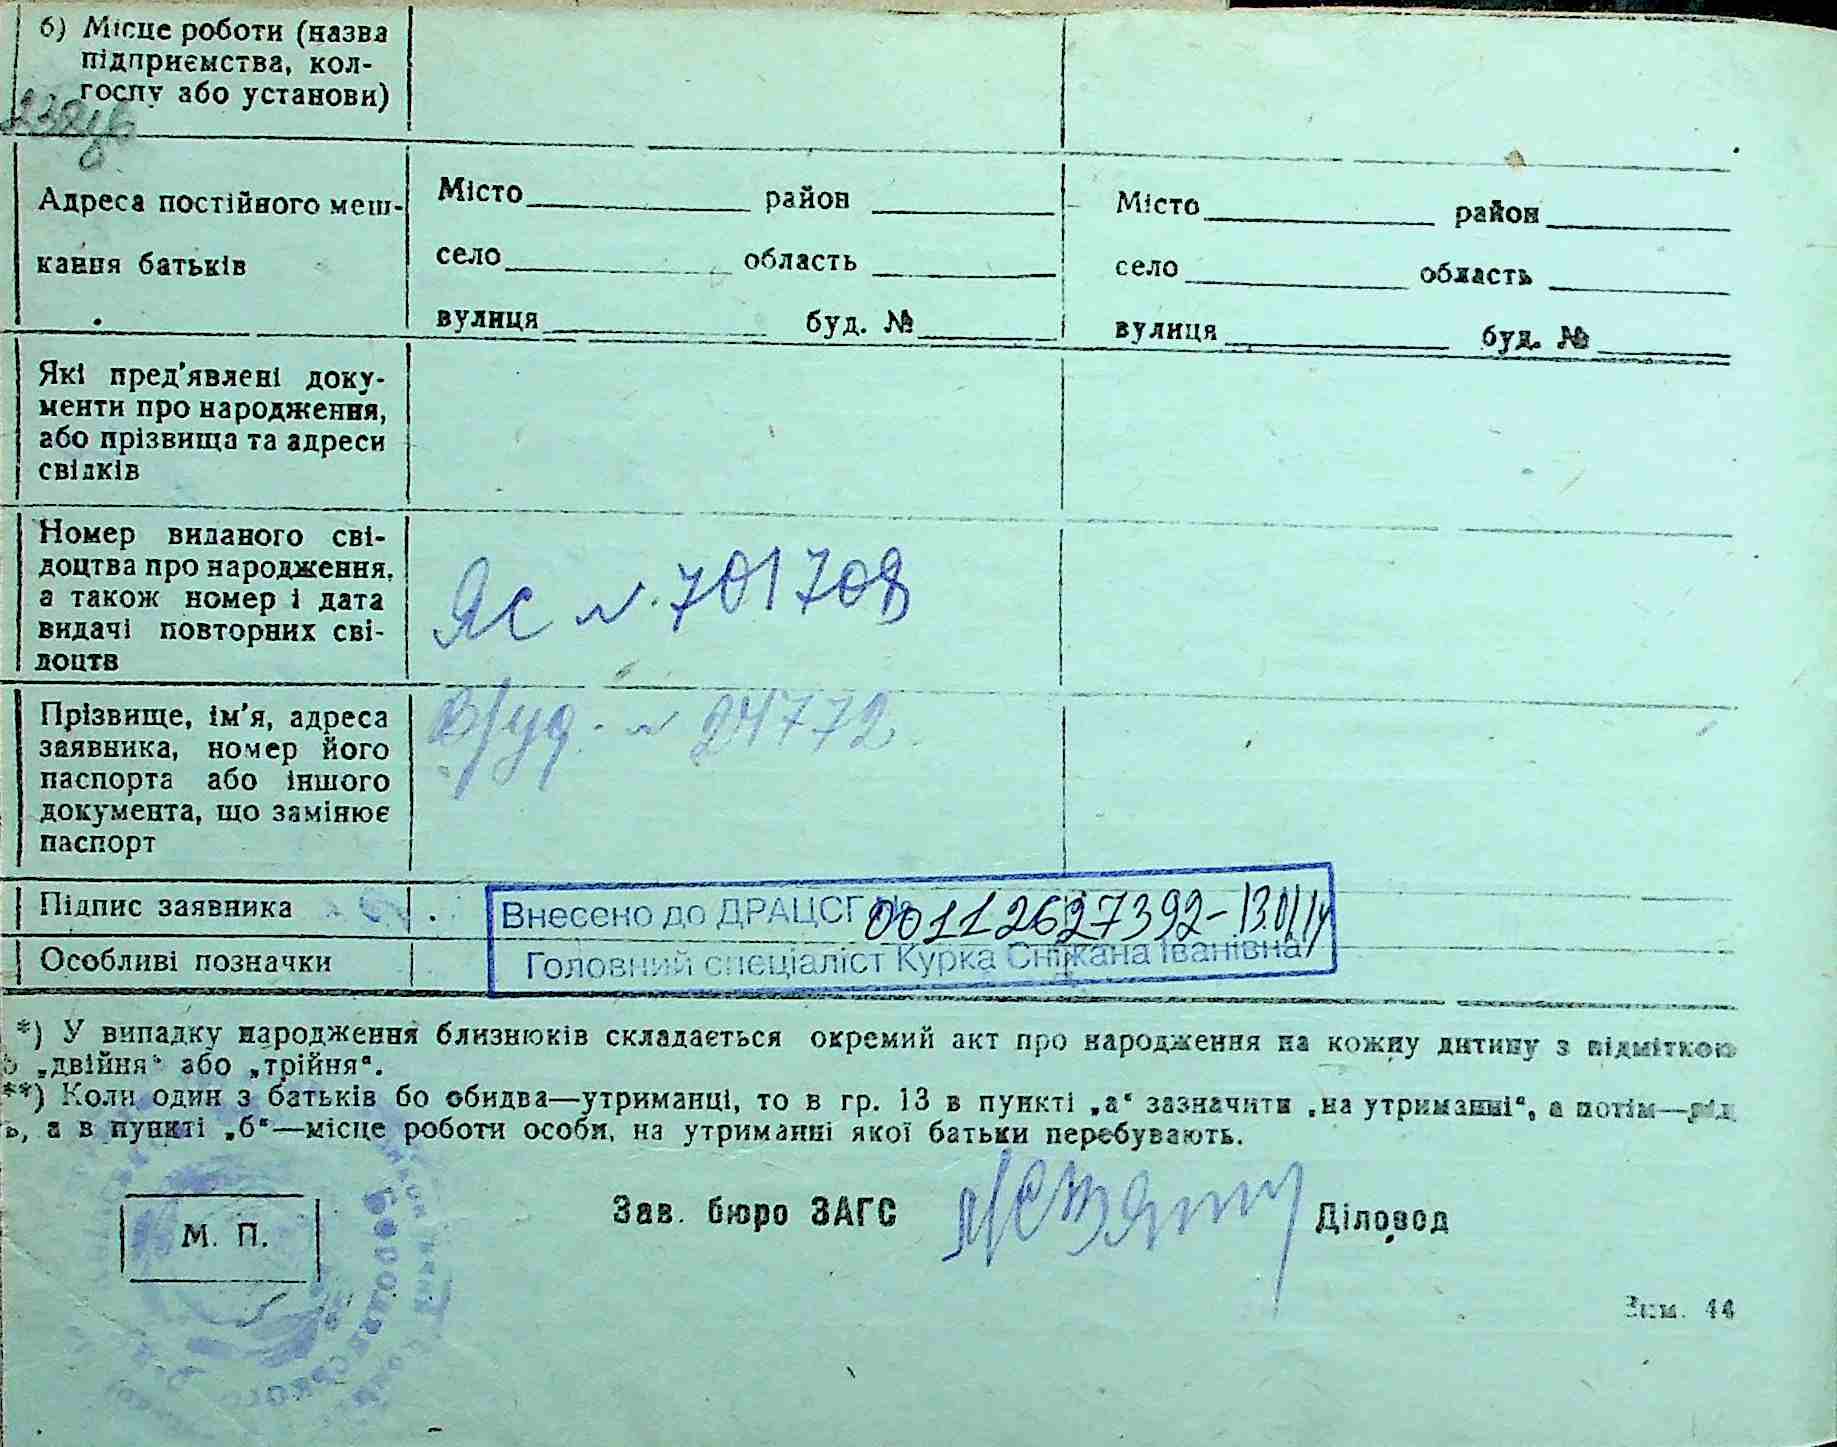 б) Місце роботи (назва
підприємства, кол-
госпу або установи)
Адреса постійного меш-
кання батьків
Місто район
село область
вулиця буд. №
Місто район
село область
вулиця буд. №
Які пред'явлені доку-
менти про народження,
або прізвища та адреси
свідків
Номер виданого сві-
доцтва про народження,
а також номер і дата
видачі повторних сві-
доцтв
ЯС N. 701708
Прізвище, ім'я, адреса
заявника, номер його
паспорта або іншого
документа, що замінює
паспорт
В/уд. N 24772
Підпис заявника
Особливі позначки
Внесено до ДРАЦСГ № 00112627392-13.01.14
Головний спеціаліст Курка Сніжана Іванівна
*) У випадку народження близнюків складається окремий акт про народження на кожну дитину з відміткою
„двійня“ або „трійня“.
**) Коли один з батьків бо обидва—утриманці, то в гр. 13 в пункті „а“ зазначити „на утриманні“, а потім—рід
ь, а в пункті „б“—місце роботи особи, на утриманні якої батьки перебувають.
М. П.
Зав. бюро ЗАГС
Діловод
Зам. 44